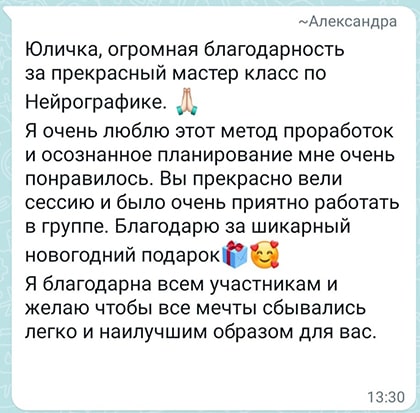 ~Александра
Юличка, огромная благодарность
за прекрасный мастер класс по
Нейрографике. 🙏🏻
Я очень люблю этот метод проработок
и осознанное планирование мне очень
понравилось. Вы прекрасно вели
сессию и было очень приятно работать
в группе. Благодарю за шикарный
новогодний подарок🎁🥰
Я благодарна всем участникам и
желаю чтобы все мечты сбывались
легко и наилучшим образом для вас.
13:30